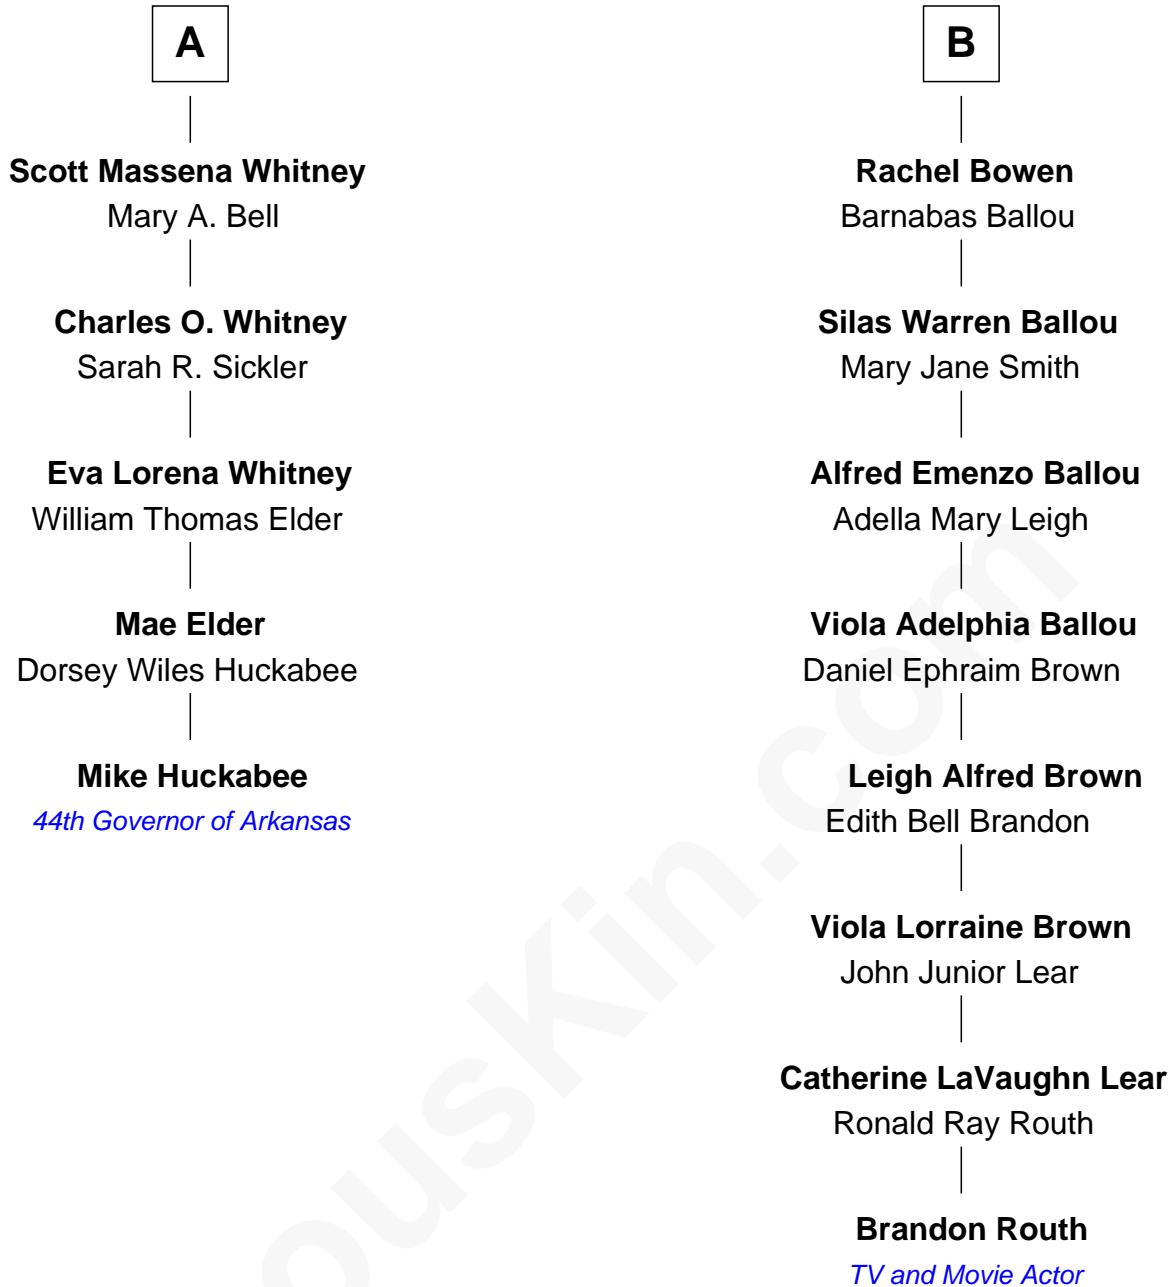 A
Scott Massena Whitney
Mary A. Bell
Charles O. Whitney
Sarah R. Sickler
Eva Lorena Whitney
William Thomas Elder
Mae Elder
Dorsey Wiles Huckabee
Mike Huckabee
44th Governor of Arkansas
B
Rachel Bowen
Barnabas Ballou
Silas Warren Ballou
Mary Jane Smith
Alfred Emenzo Ballou
Adella Mary Leigh
Viola Adelphia Ballou
Daniel Ephraim Brown
Leigh Alfred Brown
Edith Bell Brandon
Viola Lorraine Brown
John Junior Lear
Catherine LaVaughn Lear
Ronald Ray Routh
Brandon Routh
TV and Movie Actor
ousKin.com